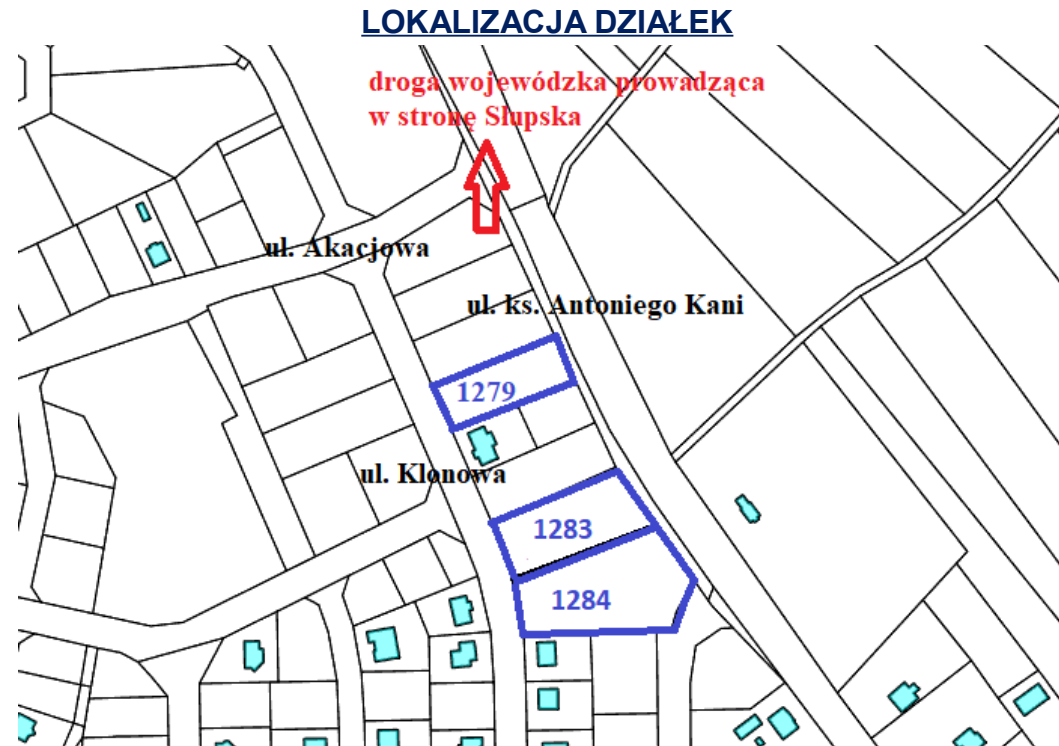 LOKALIZACJA DZIAŁEK
droga wojewódzka prowadząca
w stronę Słupska
ul. Akacjowa
ul. ks. Antoniego Kani
1279
ul. Klonowa
1283
1284